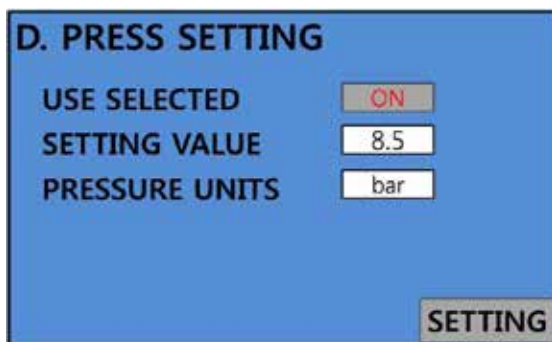 D. PRESS SETTING
USE SELECTED ON
SETTING VALUE 8.5
PRESSURE UNITS bar
SETTING